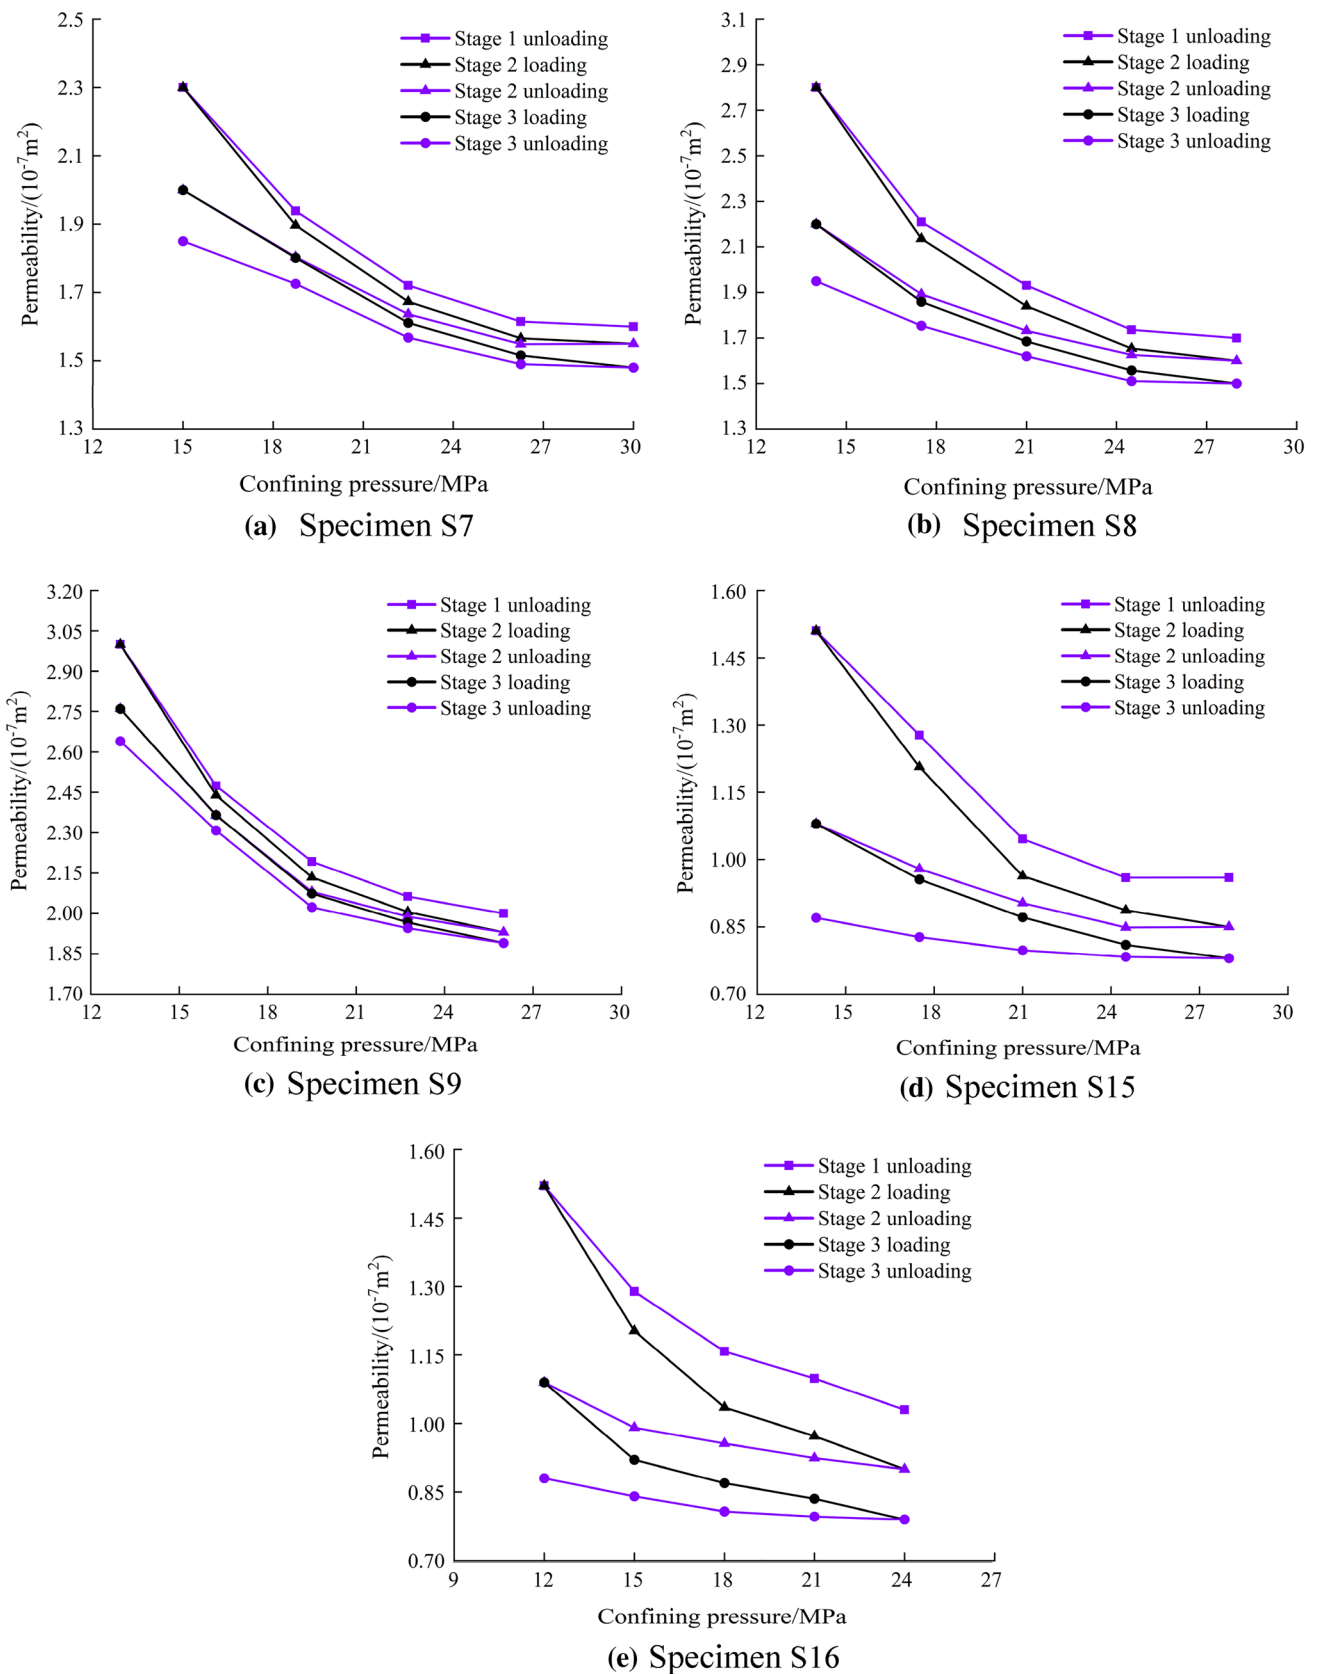 2.5
2.3
2.1
1.9
1.7
1.5
1.3
12 15 18 21 24 27 30
Permeability/(10⁻⁷m²)
Confining pressure/MPa
Stage 1 unloading
Stage 2 loading
Stage 2 unloading
Stage 3 loading
Stage 3 unloading
(a) Specimen S7
3.1
2.9
2.7
2.5
2.3
2.1
1.9
1.7
1.5
1.3
12 15 18 21 24 27 30
Permeability/(10⁻⁷m²)
Confining pressure/MPa
Stage 1 unloading
Stage 2 loading
Stage 2 unloading
Stage 3 loading
Stage 3 unloading
(b) Specimen S8
3.20
3.05
2.90
2.75
2.60
2.45
2.30
2.15
2.00
1.85
1.70
12 15 18 21 24 27 30
Permeability/(10⁻⁷m²)
Confining pressure/MPa
Stage 1 unloading
Stage 2 loading
Stage 2 unloading
Stage 3 loading
Stage 3 unloading
(c) Specimen S9
1.60
1.45
1.30
1.15
1.00
0.85
0.70
12 15 18 21 24 27 30
Permeability/(10⁻⁷m²)
Confining pressure/MPa
Stage 1 unloading
Stage 2 loading
Stage 2 unloading
Stage 3 loading
Stage 3 unloading
(d) Specimen S15
1.60
1.45
1.30
1.15
1.00
0.85
0.70
9 12 15 18 21 24 27
Permeability/(10⁻⁷m²)
Confining pressure/MPa
Stage 1 unloading
Stage 2 loading
Stage 2 unloading
Stage 3 loading
Stage 3 unloading
(e) Specimen S16